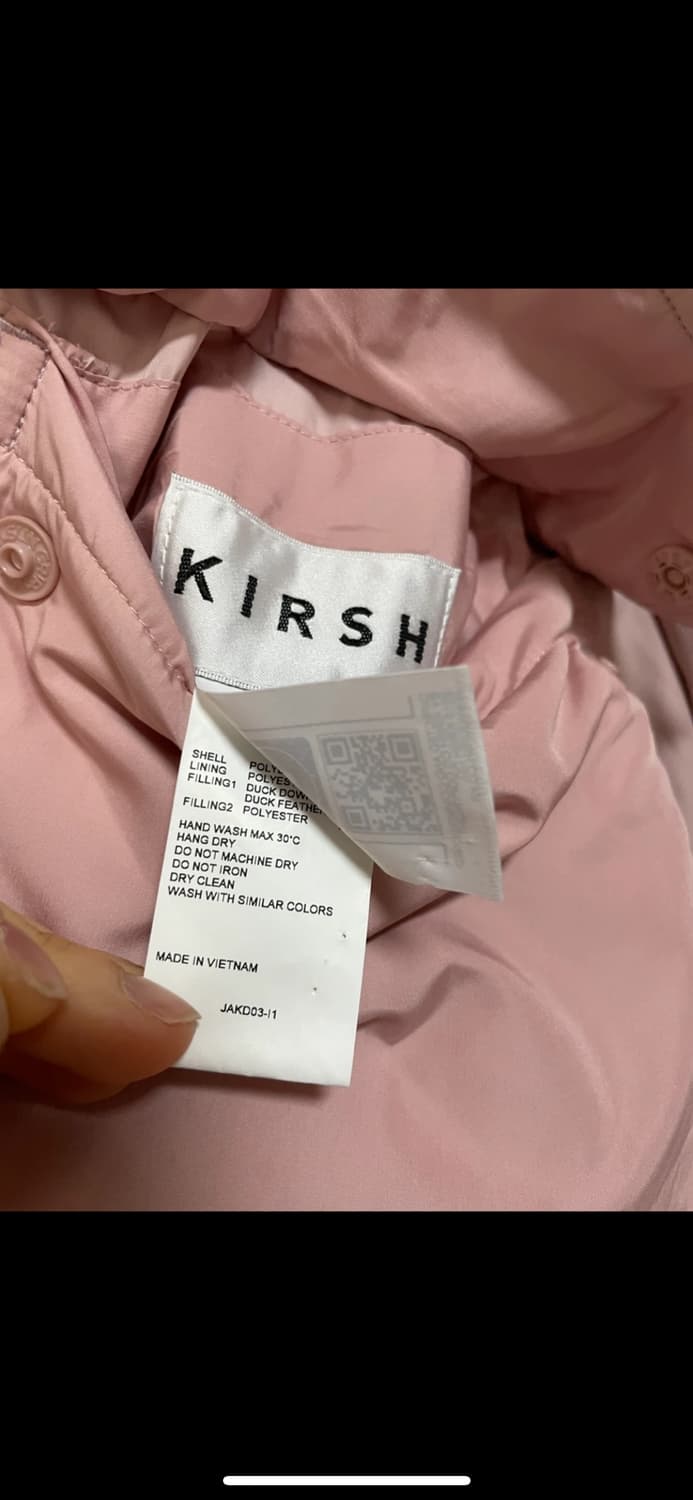 KIRSH
SHELL
LINING
FILLING1 DUCK
DUCK
FILLING2 POLYESTER
HAND WASH MAX 30°C
HANG DRY
DO NOT MACHINE DRY
DO NOT IRON
DRY CLEAN
WASH WITH SIMILAR COLORS
MADE IN VIETNAM
JAKD03-I1